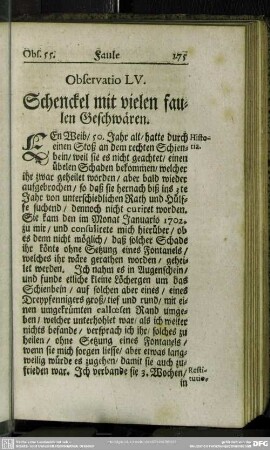 Obs. 55. Faule 175
Observatio LV.
Schenckel mit vielen fau-
len Geschwären.
EEn Weib/ 50. Jahr alt/ hatte durch Histo-
einen Stoß an dem rechten Schien- ria.
bein/ weil sie es nicht geachtet/ einen
übelen Schaden bekommen/ welcher
ihr zwar geheilet worden/ aber bald wieder
aufgebrochen/ so daß sie hernach biß ins 3te
Jahr von unterschiedlichen Rath und Hülf-
fe suchend/ dennoch nicht curiret worden.
Sie kam den im Monat Januario 1702.
zu mir/ und consulirete mich hierüber/ ob
es denn nicht möglich/ daß solcher Schade
ihr könte ohne Setzung eines Fontanels/
welches ihr wäre gerathen worden/ gehei-
let werden. Ich nahm es in Augenschein/
und funde etliche kleine Löchergen um das
Schienbein/ auf solchen aber eines/ eines
Dreypfennigers groß/ tief und rund/ mit ei-
nem umgekrümten callœsen Rand umge-
ben/ welcher unterhohlet war/ als ich weiter
nichts befande/ versprach ich ihr/ solches zu
heilen/ ohne Setzung eines Fontanels/
wenn sie mich sorgen liesse/ aber etwas lang-
weilig würde es zugehen/ damit sie auch zu-
frieden war. Ich verbande sie 3. Wochen/ Resti-
in tutio.